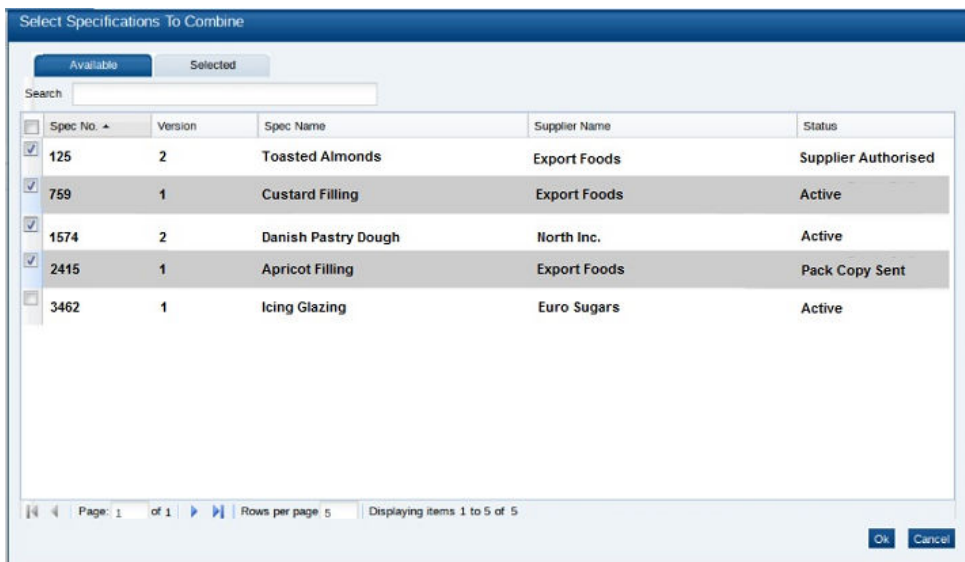 Select Specifications To Combine
Available Selected
Search
Spec No. Version Spec Name Supplier Name Status
125 2 Toasted Almonds Export Foods Supplier Authorised
759 1 Custard Filling Export Foods Active
1574 2 Danish Pastry Dough North Inc. Active
2415 1 Apricot Filling Export Foods Pack Copy Sent
3462 1 Icing Glazing Euro Sugars Active
Page: 1 of 1 Rows per page 5 Displaying items 1 to 5 of 5
Ok Cancel